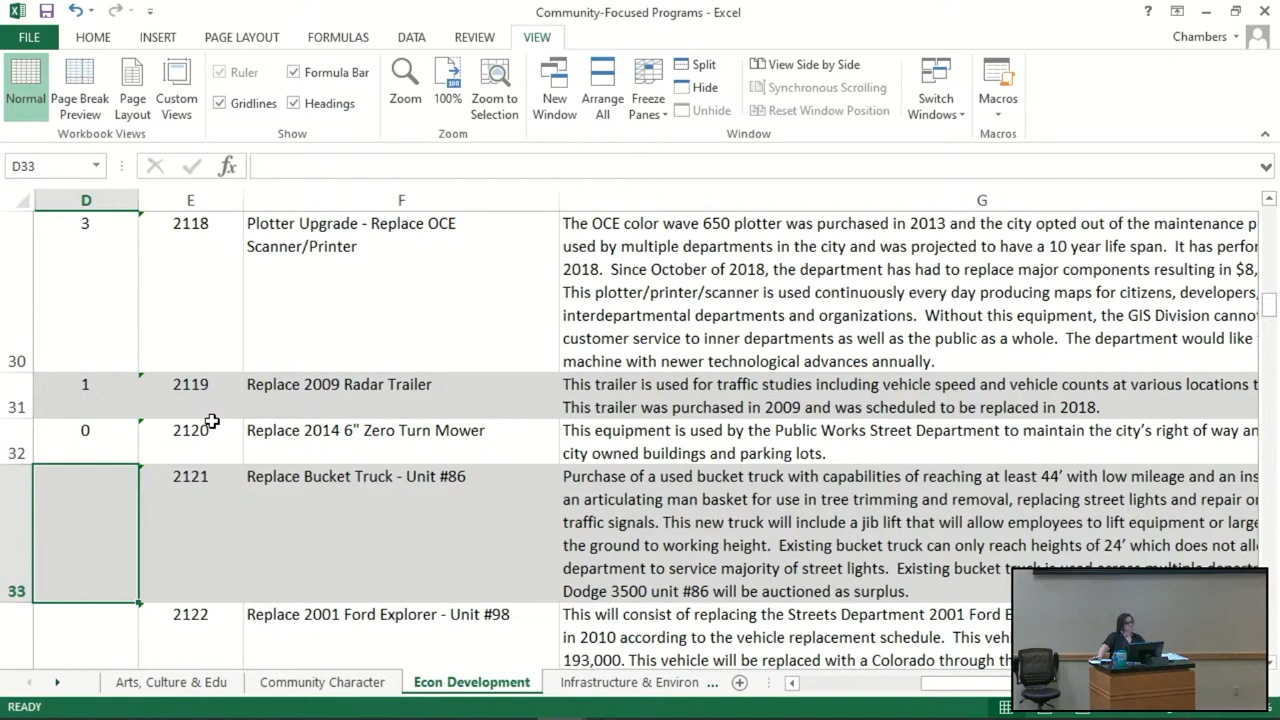 Community-Focused Programs - Excel
?
FILE HOME INSERT PAGE LAYOUT FORMULAS DATA REVIEW VIEW
Chambers
Normal
Page Break Preview
Page Layout
Custom Views
Workbook Views
Ruler
Formula Bar
Gridlines
Headings
Show
Zoom
100
100%
Zoom to Selection
Zoom
New Window
Arrange All
Freeze Panes
Split
Hide
Unhide
View Side by Side
Synchronous Scrolling
Reset Window Position
Window
Switch Windows
Macros
Macros
D33
fx
D E F G
3 2118 Plotter Upgrade - Replace OCE The OCE color wave 650 plotter was purchased in 2013 and the city opted out of the maintenance p
Scanner/Printer used by multiple departments in the city and was projected to have a 10 year life span. It has perfor
2018. Since October of 2018, the department has had to replace major components resulting in $8,
This plotter/printer/scanner is used continuously every day producing maps for citizens, developers,
interdepartmental departments and organizations. Without this equipment, the GIS Division canno
customer service to inner departments as well as the public as a whole. The department would like
30 machine with newer technological advances annually.
1 2119 Replace 2009 Radar Trailer This trailer is used for traffic studies including vehicle speed and vehicle counts at various locations t
31 This trailer was purchased in 2009 and was scheduled to be replaced in 2018.
0 2120 Replace 2014 6" Zero Turn Mower This equipment is used by the Public Works Street Department to maintain the city's right of way an
32 city owned buildings and parking lots.
2121 Replace Bucket Truck - Unit #86 Purchase of a used bucket truck with capabilities of reaching at least 44' with low mileage and an ins
an articulating man basket for use in tree trimming and removal, replacing street lights and repair or
traffic signals. This new truck will include a jib lift that will allow employees to lift equipment or large
the ground to working height. Existing bucket truck can only reach heights of 24' which does not all
department to service majority of street lights. Existing bucket
33 Dodge 3500 unit #86 will be auctioned as surplus.
2122 Replace 2001 Ford Explorer - Unit #98 This will consist of replacing the Streets Department 2001 Ford E
in 2010 according to the vehicle replacement schedule. This vehi
193,000. This vehicle will be replaced with a Colorado through th
Arts, Culture & Edu Community Character Econ Development Infrastructure & Environ ...
READY